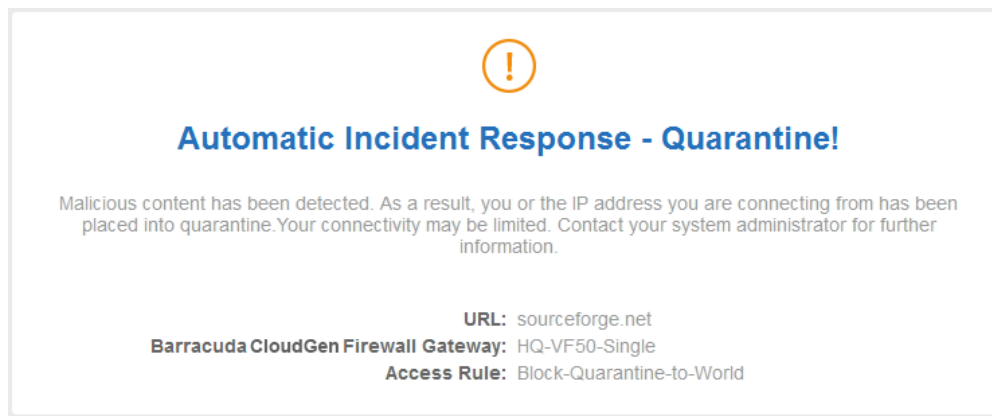 !
Automatic Incident Response - Quarantine!
Malicious content has been detected. As a result, you or the IP address you are connecting from has been
placed into quarantine.Your connectivity may be limited. Contact your system administrator for further
information.
URL: sourceforge.net
Barracuda CloudGen Firewall Gateway: HQ-VF50-Single
Access Rule: Block-Quarantine-to-World